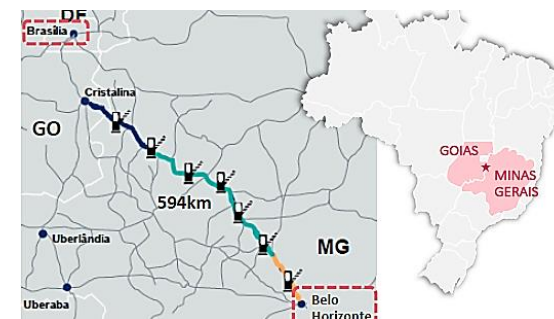 DF
Brasília
Cristalina
GO
594km
Uberlândia
MG
Uberaba
Belo
Horizonte
GOIAS
MINAS
GERAIS